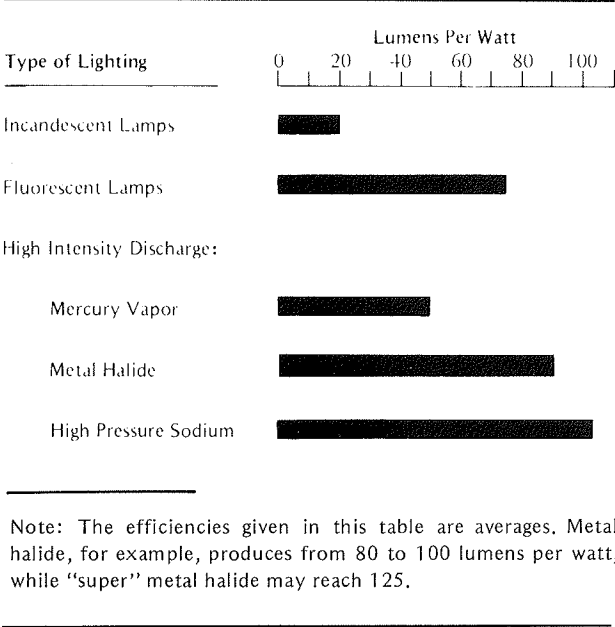 Lumens Per Watt
Type of Lighting
0 20 40 60 80 100
Incandescent Lamps
Fluorescent Lamps
High Intensity Discharge:
Mercury Vapor
Metal Halide
High Pressure Sodium
Note: The efficiencies given in this table are averages. Metal
halide, for example, produces from 80 to 100 lumens per watt,
while “super” metal halide may reach 125.